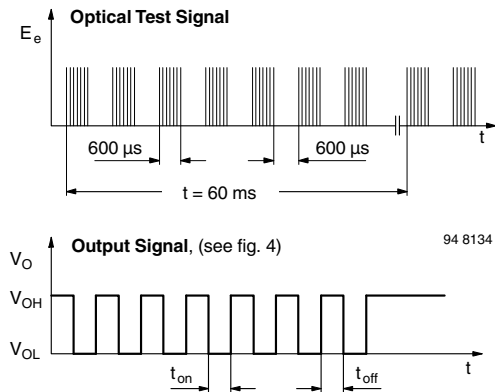 Optical Test Signal
E e
600 µs
600 µs
t
t = 60 ms
Output Signal, (see fig. 4)
94 8134
V O
V OH
V OL
t on
t off
t